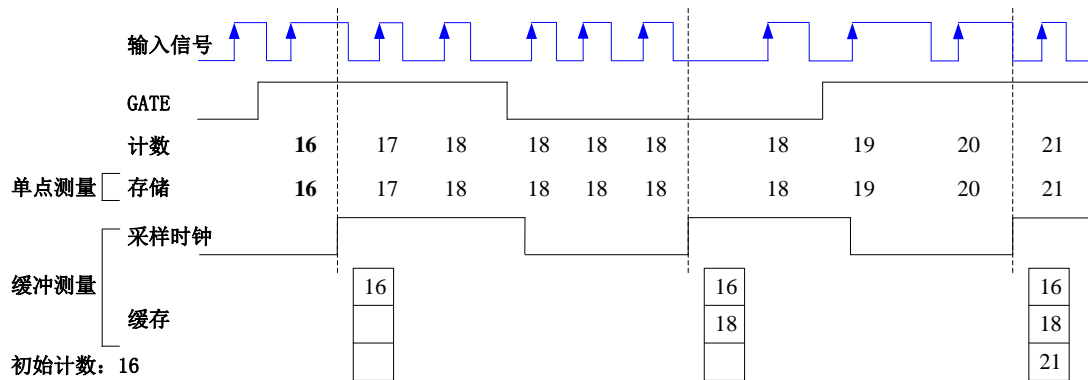 输入信号
GATE
计数 16 17 18 18 18 18 18 19 20 21
单点测量 存储 16 17 18 18 18 18 18 19 20 21
采样时钟
缓冲测量 16 16 16
缓存 18 18
初始计数：16 21